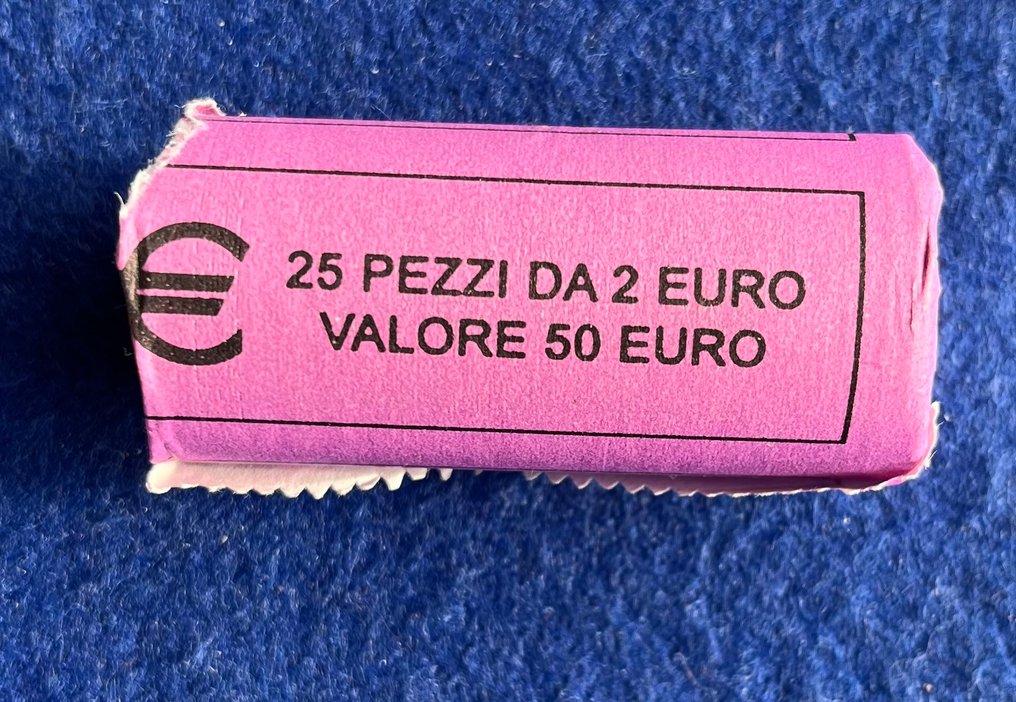 €
25 PEZZI DA 2 EURO
VALORE 50 EURO